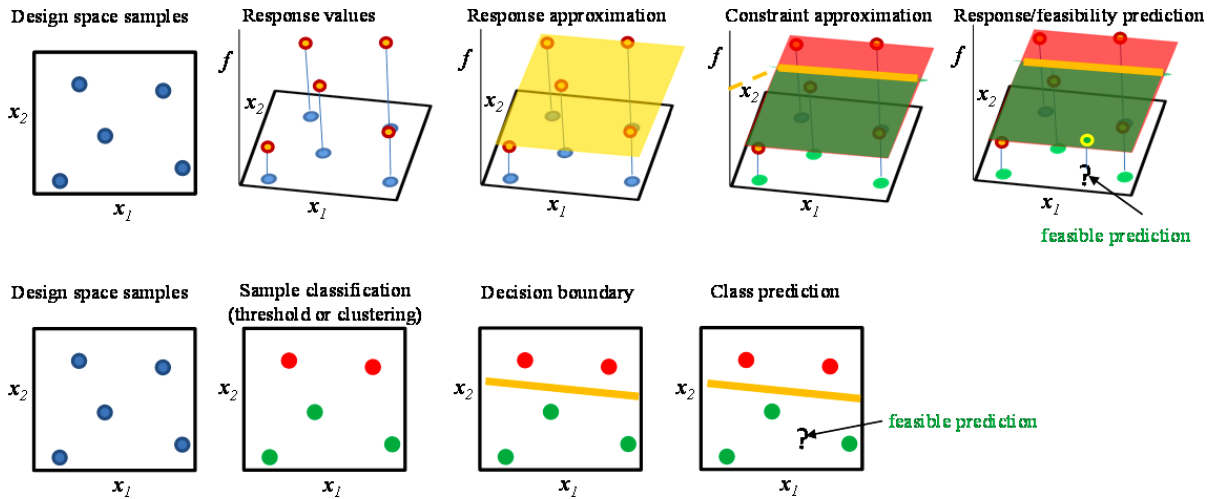 Design space samples
x2
x1
Response values
f
x2
x1
Response approximation
f
x2
x1
Constraint approximation
f
x2
x1
Response/feasibility prediction
f
x2
?
x1
feasible prediction
Design space samples
x2
x1
Sample classification
(threshold or clustering)
x2
x1
Decision boundary
x2
x1
Class prediction
x2
?
feasible prediction
x1